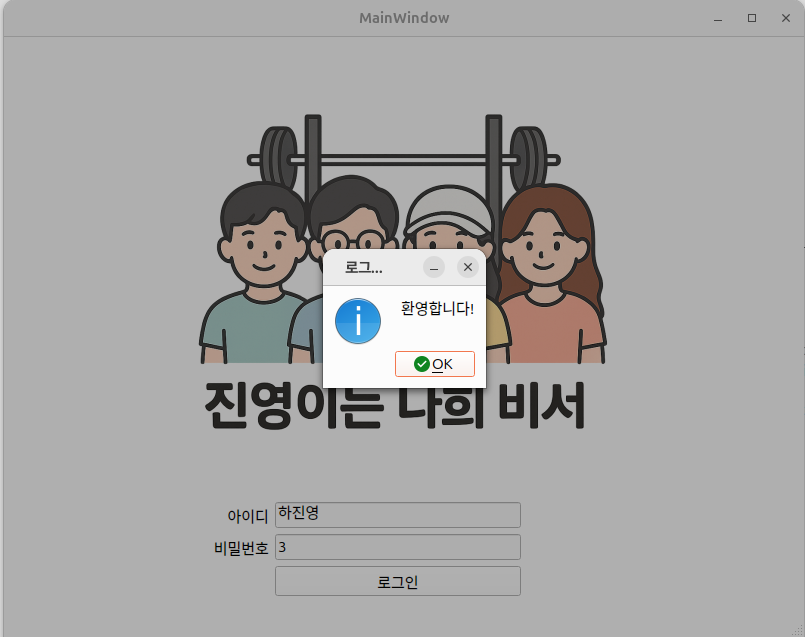 MainWindow
로그...
환영합니다!
OK
진영이는 나의 비서
아이디 하진영
비밀번호 3
로그인